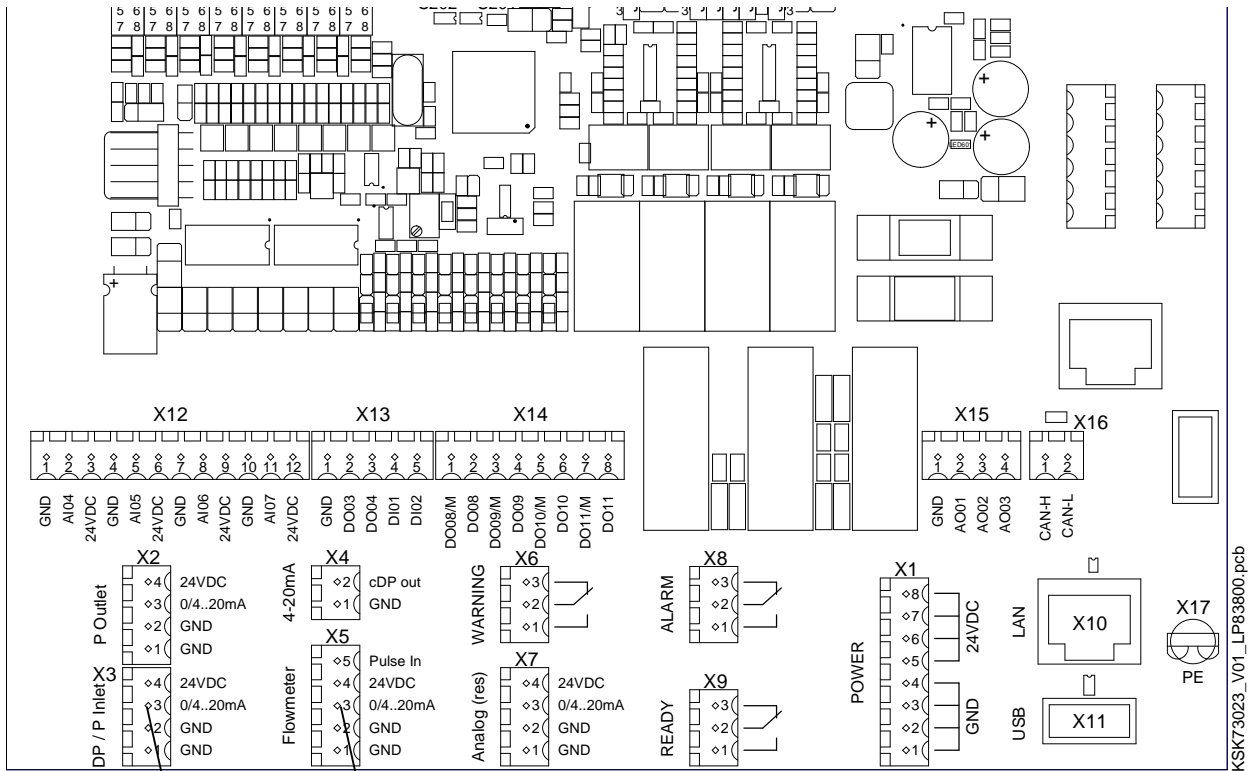 5 6 5 6 5 6 5 6 5 6 5 6 5 6 5 6
7 8 7 8 7 8 7 8 7 8 7 8 7 8 7 8
3 3 3 3
+
+
+
LED60
+
X12
1 2 3 4 5 6 7 8 9 10 11 12
GND
AI04
24VDC
GND
AI05
24VDC
GND
AI06
24VDC
GND
AI07
24VDC
X13
1 2 3 4 5
GND
DO03
DO04
DI01
DI02
X14
1 2 3 4 5 6 7 8
DO08/M
DO08
DO09/M
DO09
DO10/M
DO10
DO11/M
DO11
X15
1 2 3 4
GND
AO01
AO02
AO03
X16
1 2
CAN-H
CAN-L
X2
P Outlet
4 24VDC
3 0/4..20mA
2 GND
1 GND
X4
4-20mA
2 cDP out
1 GND
X6
WARNING
3
2
1
X8
ALARM
3
2
1
X1
POWER
8
7
6
5
24VDC
4
3
2
1
GND
LAN
X10
X17
PE
X3
DP / P Inlet
4 24VDC
3 0/4..20mA
2 GND
1 GND
X5
Flowmeter
5 Pulse In
4 24VDC
3 0/4..20mA
2 GND
1 GND
X7
Analog (res)
4 24VDC
3 0/4..20mA
2 GND
1 GND
X9
READY
3
2
1
USB
X11
KSK73023_V01_LP83800.pcb